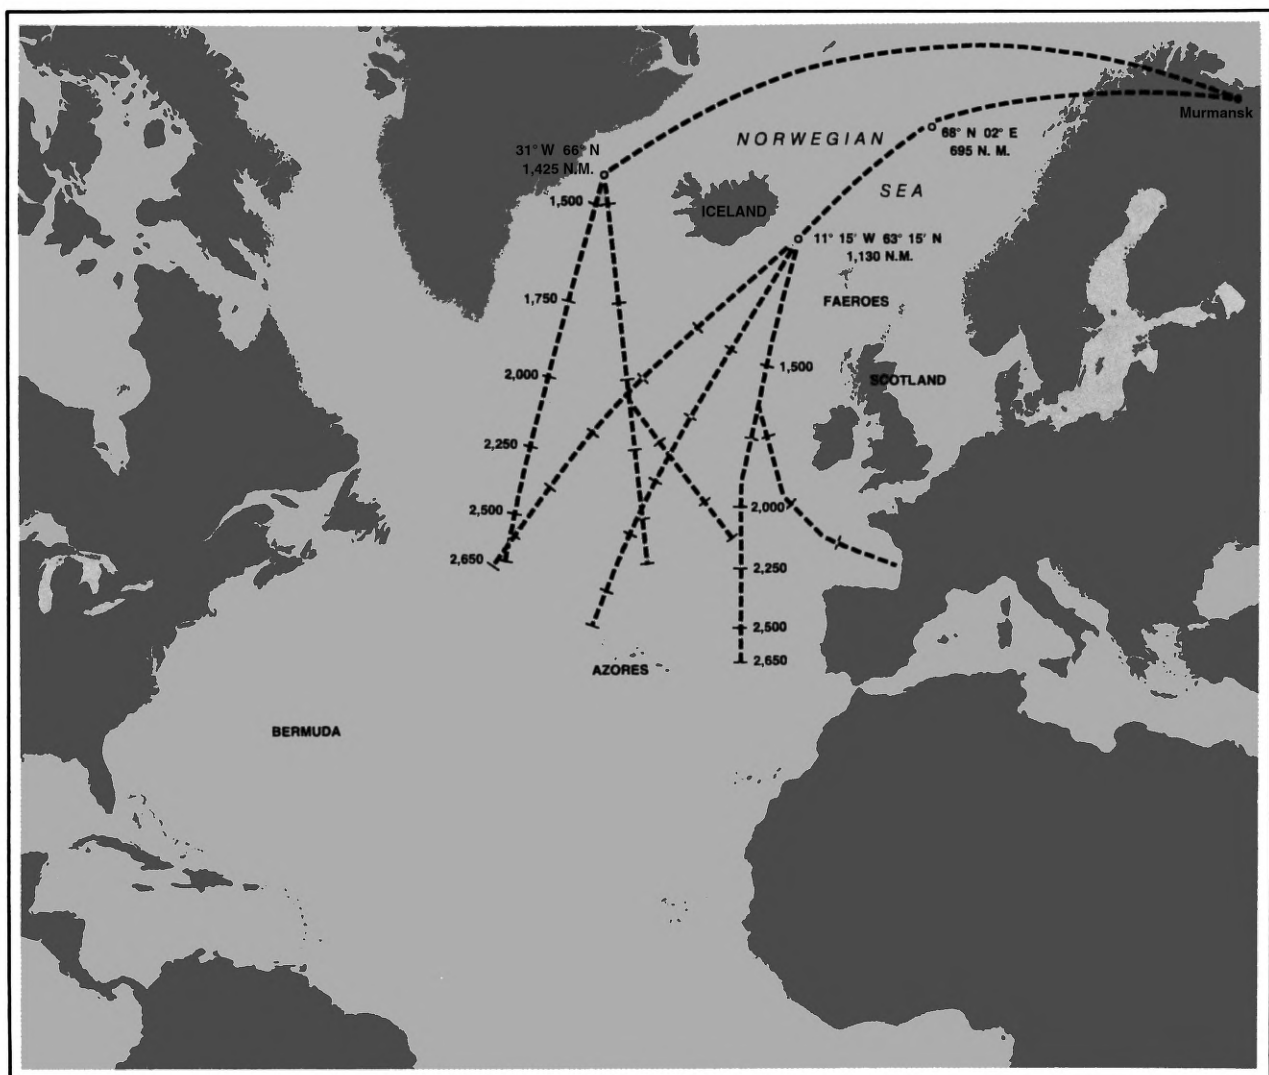 Murmansk
68° N 02° E
695 N. M.
NORWEGIAN
SEA
31° W 66° N
1,425 N.M.
1,500
ICELAND
11° 15' W 63° 15' N
1,130 N.M.
1,750
FAEROES
2,000
1,500
SCOTLAND
2,250
2,500
2,000
2,650
2,250
2,500
2,650
AZORES
BERMUDA